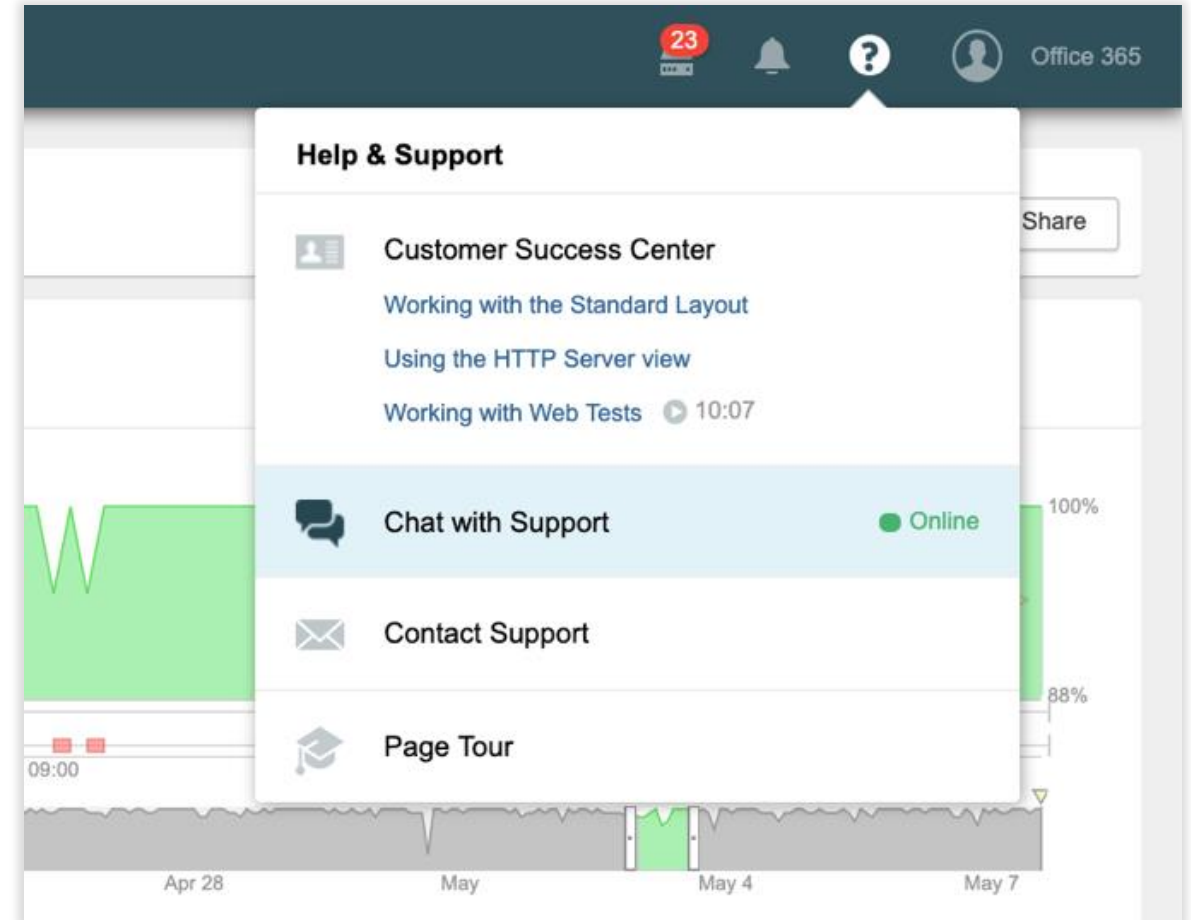 23
?
Office 365
Help & Support
Share
Customer Success Center
Working with the Standard Layout
Using the HTTP Server view
Working with Web Tests 10:07
Chat with Support Online
100%
Contact Support
88%
Page Tour
09:00
Apr 28 May May 4 May 7